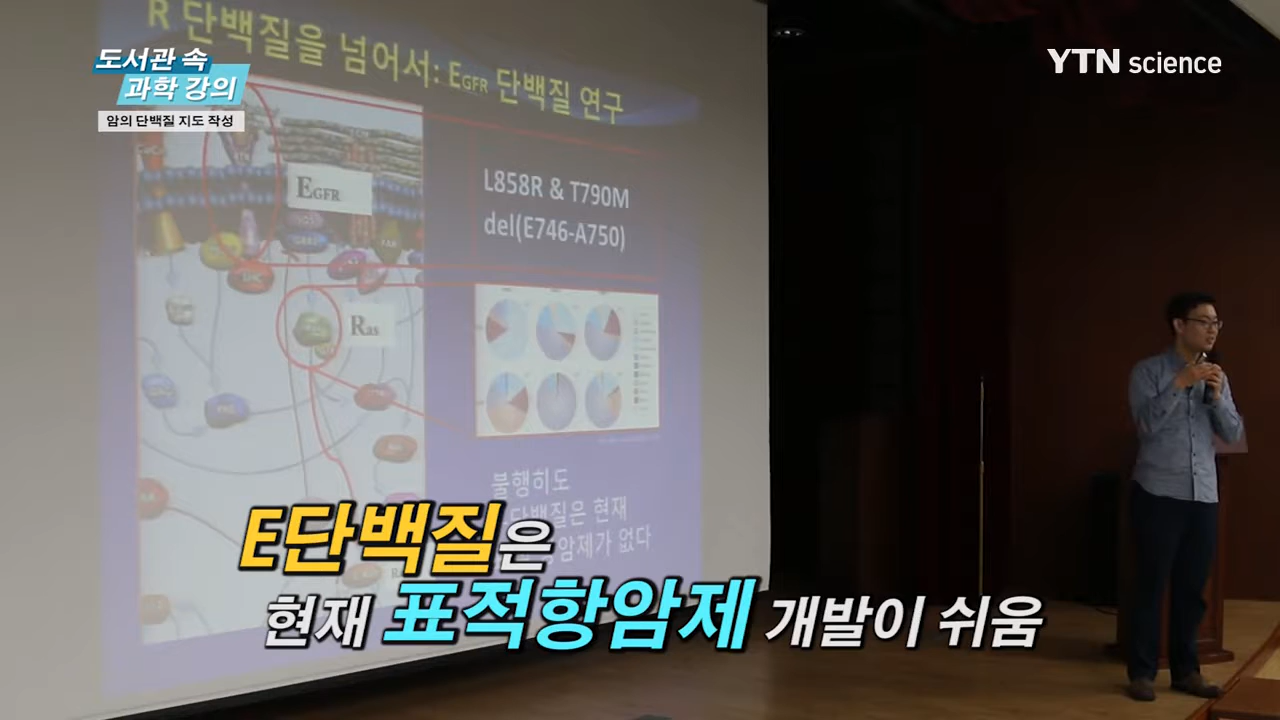 도서관 속
과학 강의
암의 단백질 지도 작성
YTN science
R 단백질을 넘어서: EGFR 단백질 연구
EGFR
L858R & T790M
del(E746-A750)
Ras
불행히도
단백질은 현재
항암제가 없다
E단백질은
현재 표적항암제 개발이 쉬움